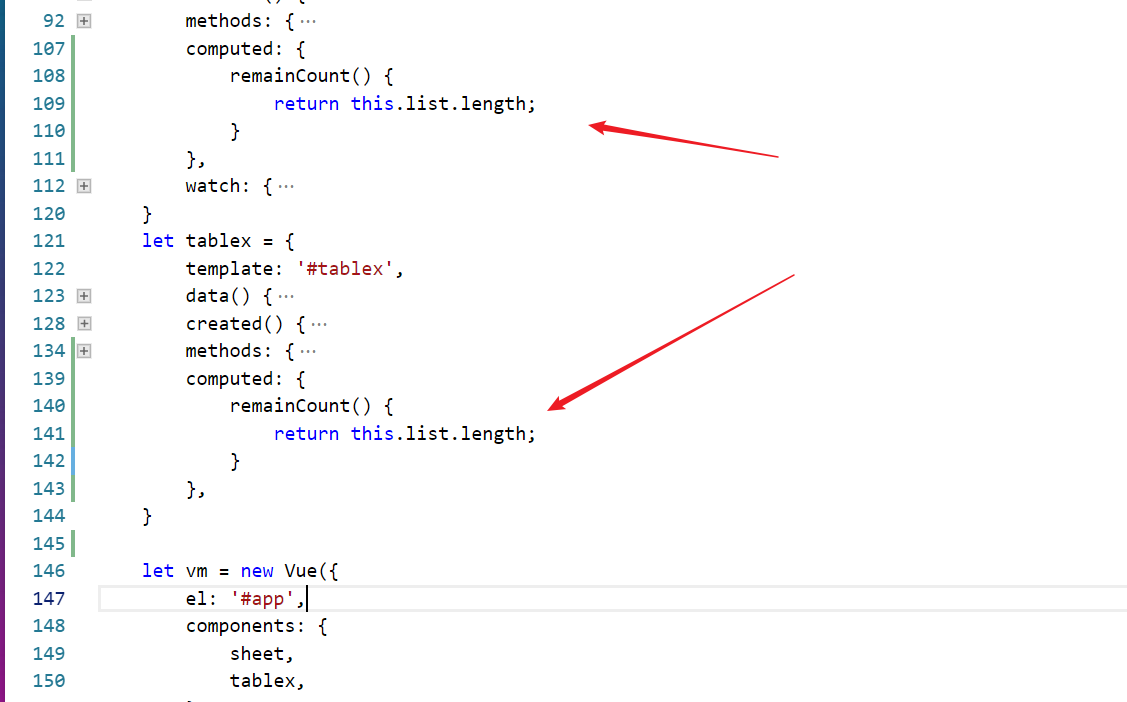 92 methods: {...
107 computed: {
108 remainCount() {
109 return this.list.length;
110 }
111 },
112 watch: {...
120 }
121 let tablex = {
122 template: '#tablex',
123 data() {...
128 created() {...
134 methods: {...
139 computed: {
140 remainCount() {
141 return this.list.length;
142 }
143 },
144 }
145
146 let vm = new Vue({
147 el: '#app',
148 components: {
149 sheet,
150 tablex,